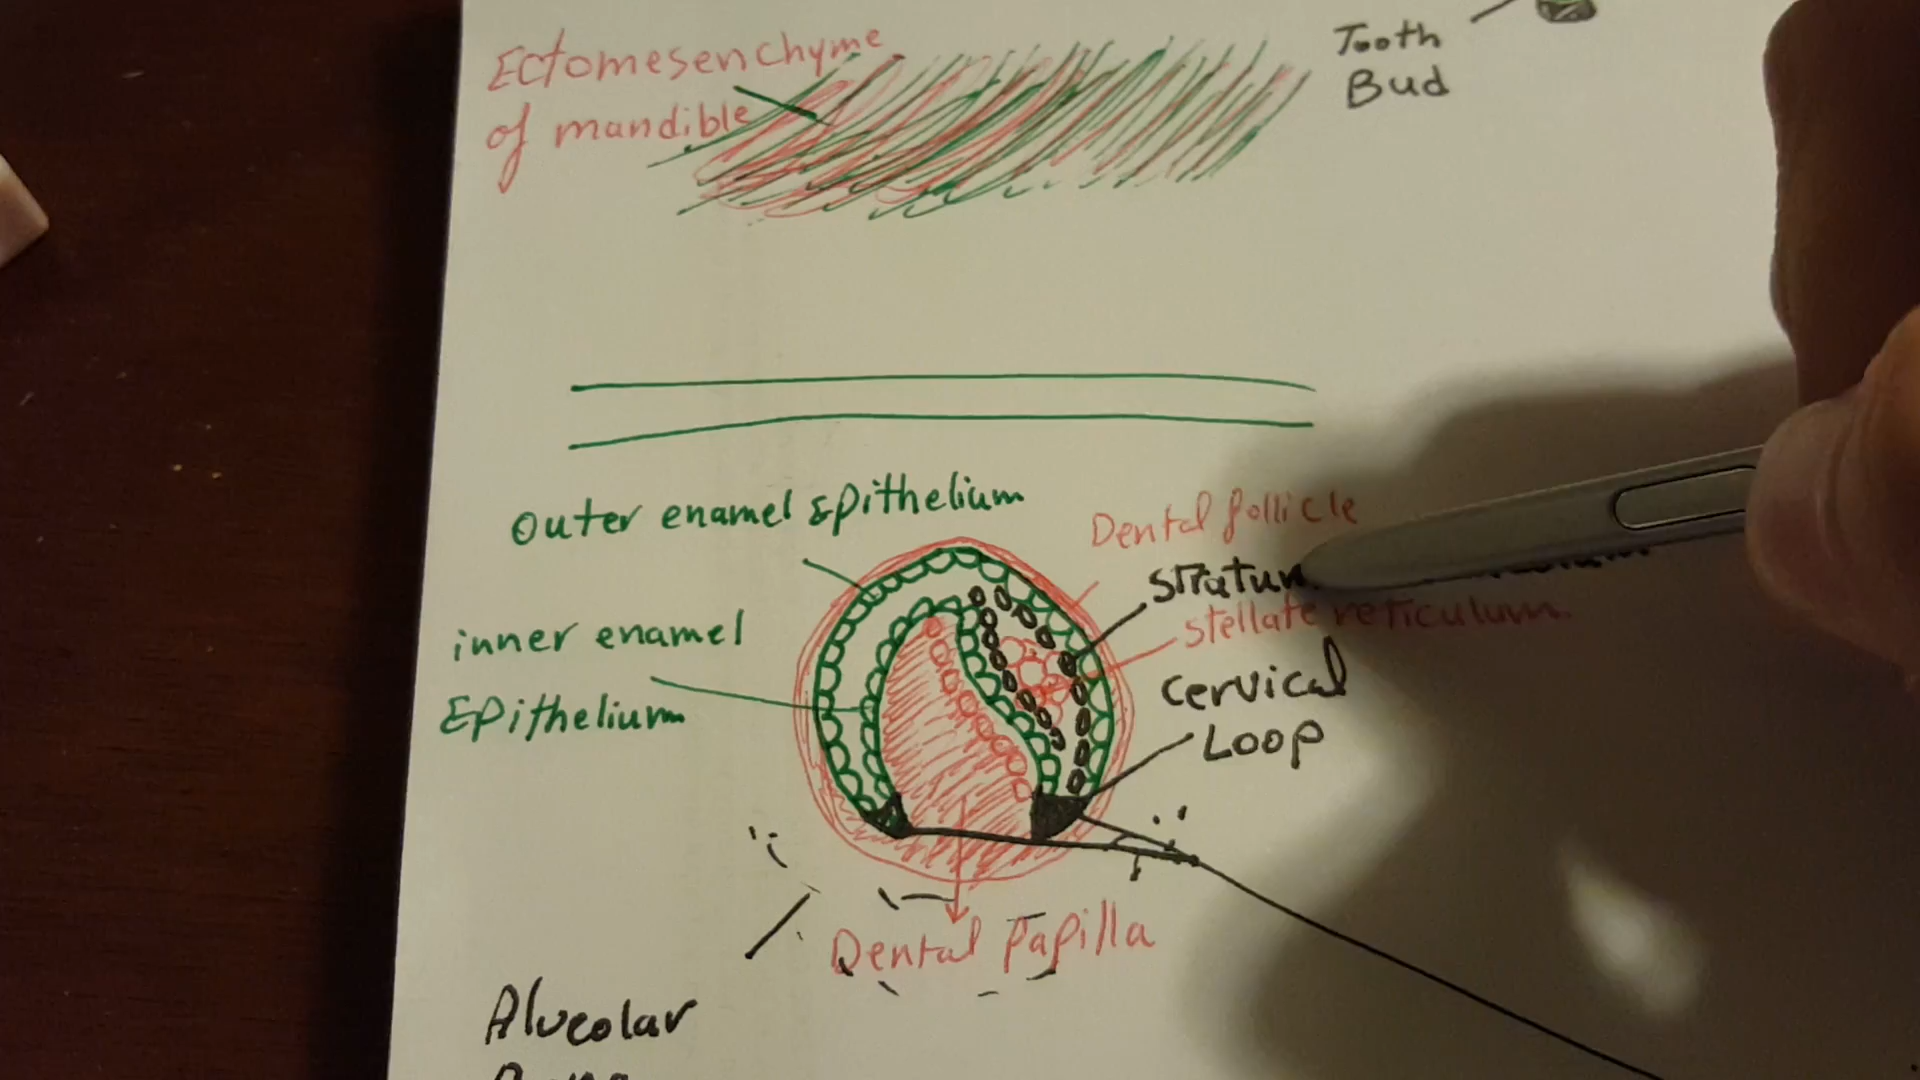 Ectomesenchyme
of mandible
Tooth
Bud
Outer enamel Epithelium
Dental follicle
Stratum
Stellate reticulum.
inner enamel
Epithelium
Cervical
Loop
Dental Papilla
Alveolar